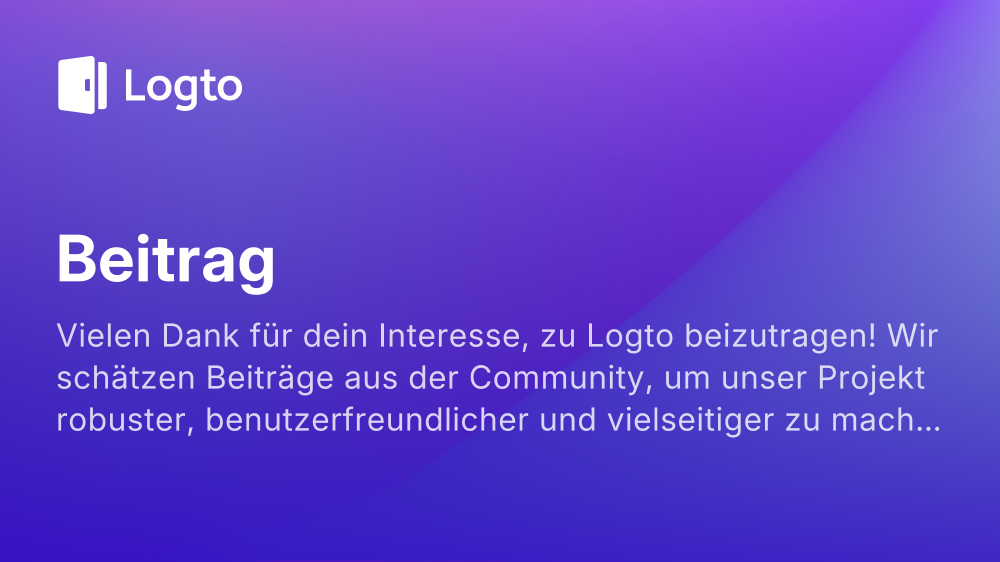 Logto
Beitrag
Vielen Dank für dein Interesse, zu Logto beizutragen! Wir
schätzen Beiträge aus der Community, um unser Projekt
robuster, benutzerfreundlicher und vielseitiger zu mach...